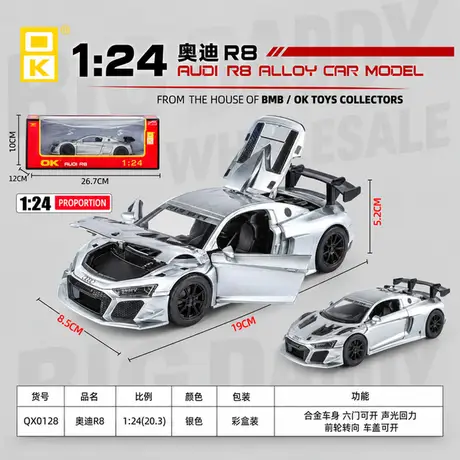 OK
1:24 奥迪 R8
AUDI R8 ALLOY CAR MODEL
FROM THE HOUSE OF BMB / OK TOYS COLLECTORS
10CM
OK AUDI R8 1:24
12CM
26.7CM
1:24 PROPORTION
5.2CM
8.5CM
19CM
货号 品名 比例 颜色 包装 功能
QX0128 奥迪R8 1:24(20.3) 银色 彩盒装 合金车身 六门可开 声光回力
前轮转向 车盖可开